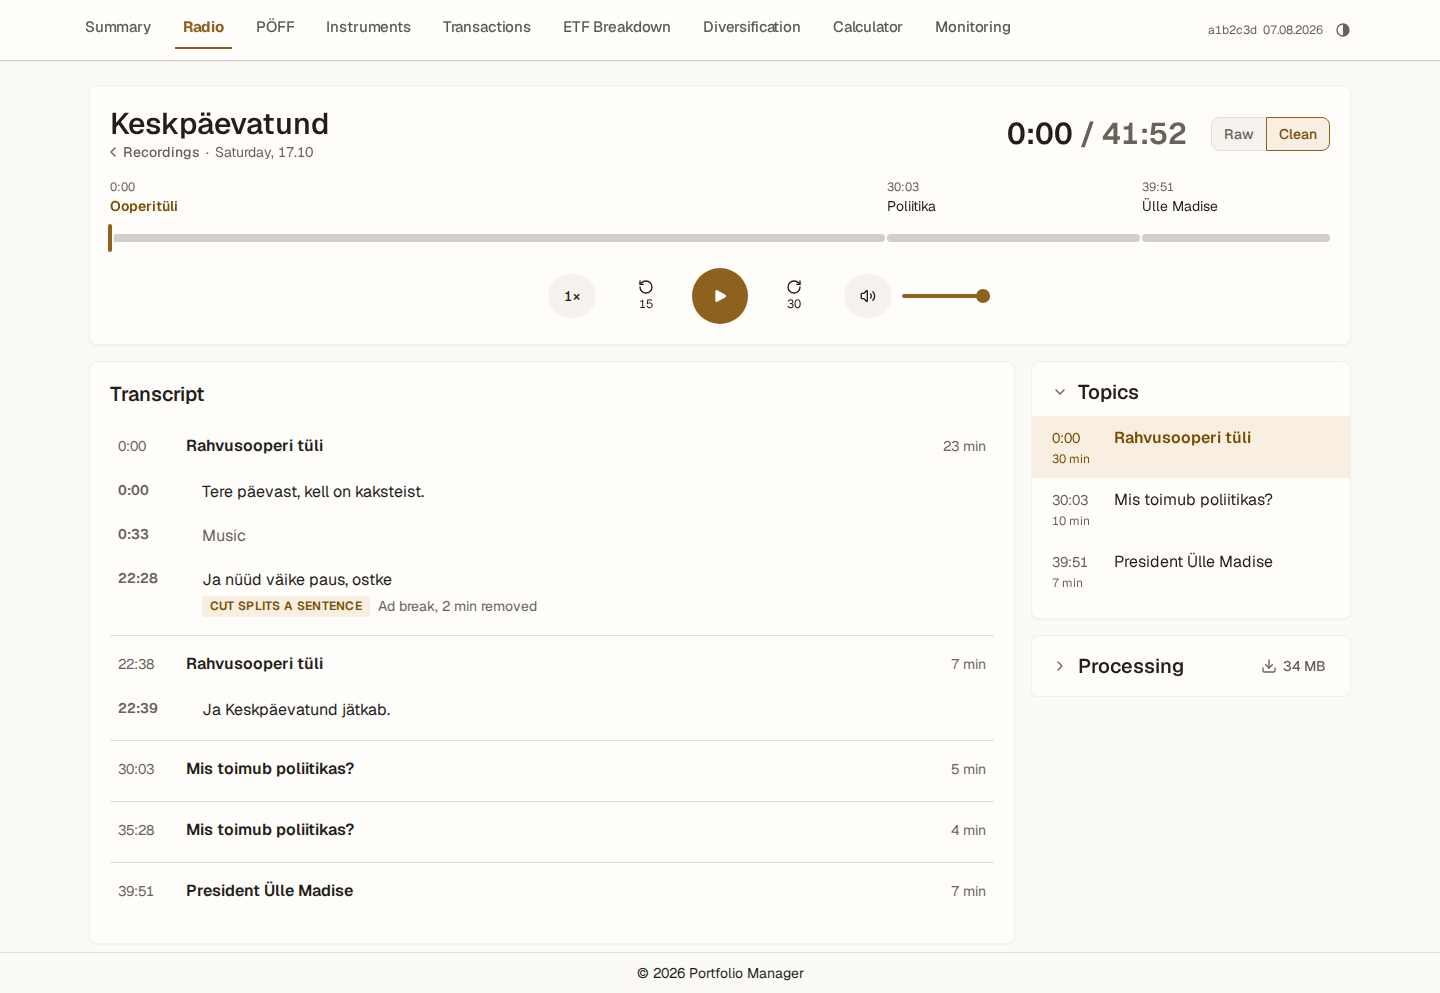 Summary Radio PÖFF Instruments Transactions ETF Breakdown Diversification Calculator Monitoring a1b2c3d 07.08.2026
Keskpäevatund
Recordings · Saturday, 17.10
0:00 / 41:52 Raw Clean
0:00 30:03 39:51
Ooperitüli Poliitika Ülle Madise
1× 15 30
Transcript
0:00 Rahvusooperi tüli 23 min
0:00 Tere päevast, kell on kaksteist.
0:33 Music
22:28 Ja nüüd väike paus, ostke
CUT SPLITS A SENTENCE Ad break, 2 min removed
22:38 Rahvusooperi tüli 7 min
22:39 Ja Keskpäevatund jätkab.
30:03 Mis toimub poliitikas? 5 min
35:28 Mis toimub poliitikas? 4 min
39:51 President Ülle Madise 7 min
Topics
0:00 Rahvusooperi tüli
30 min
30:03 Mis toimub poliitikas?
10 min
39:51 President Ülle Madise
7 min
Processing 34 MB
© 2026 Portfolio Manager